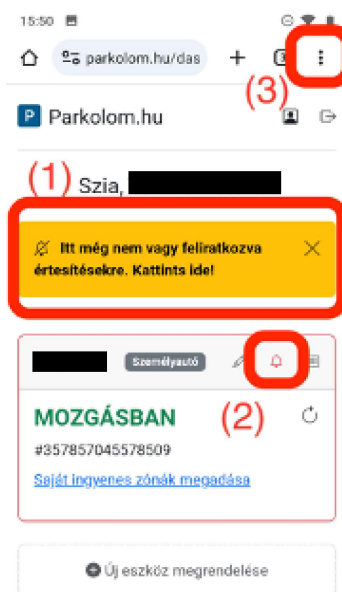 15:50
parkolom.hu/das
(3)
P Parkolom.hu
(1) Szia,
Itt még nem vagy feliratkozva
értesítésekre. Kattints ide!
Személyautó
MOZGÁSBAN
(2)
#357857045578509
Saját ingyenes zónák megadása
Új eszköz megrendelése